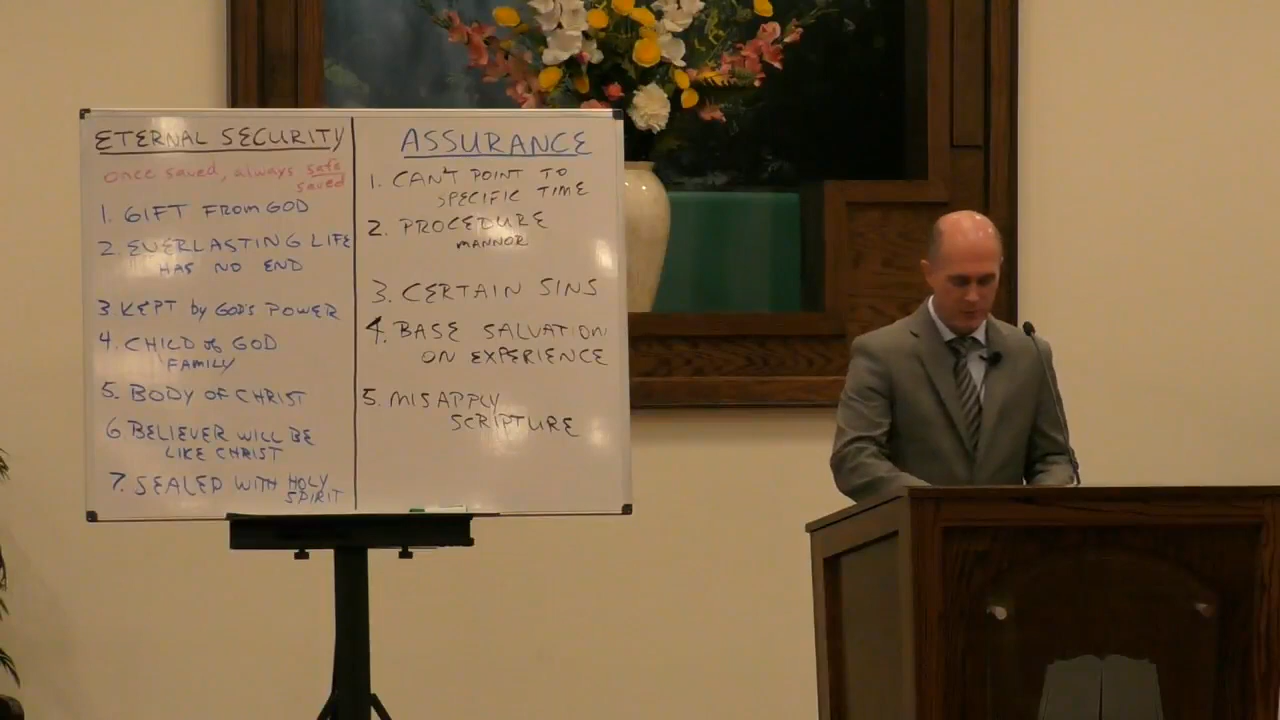 ETERNAL SECURITY
once saved, always safe
saved
1. GIFT FROM GOD
2. EVERLASTING LIFE
HAS NO END
3 KEPT by GOD'S POWER
4. CHILD of GOD
FAMILY
5. BODY OF CHRIST
6 BELIEVER WILL BE
LIKE CHRIST
7. SEALED WITH HOLY
SPIRIT
ASSURANCE
1. CAN'T POINT TO
SPECIFIC TIME
2. PROCEDURE
MANNOR
3. CERTAIN SINS
4. BASE SALVATION
ON EXPERIENCE
5. MISAPPLY
SCRIPTURE